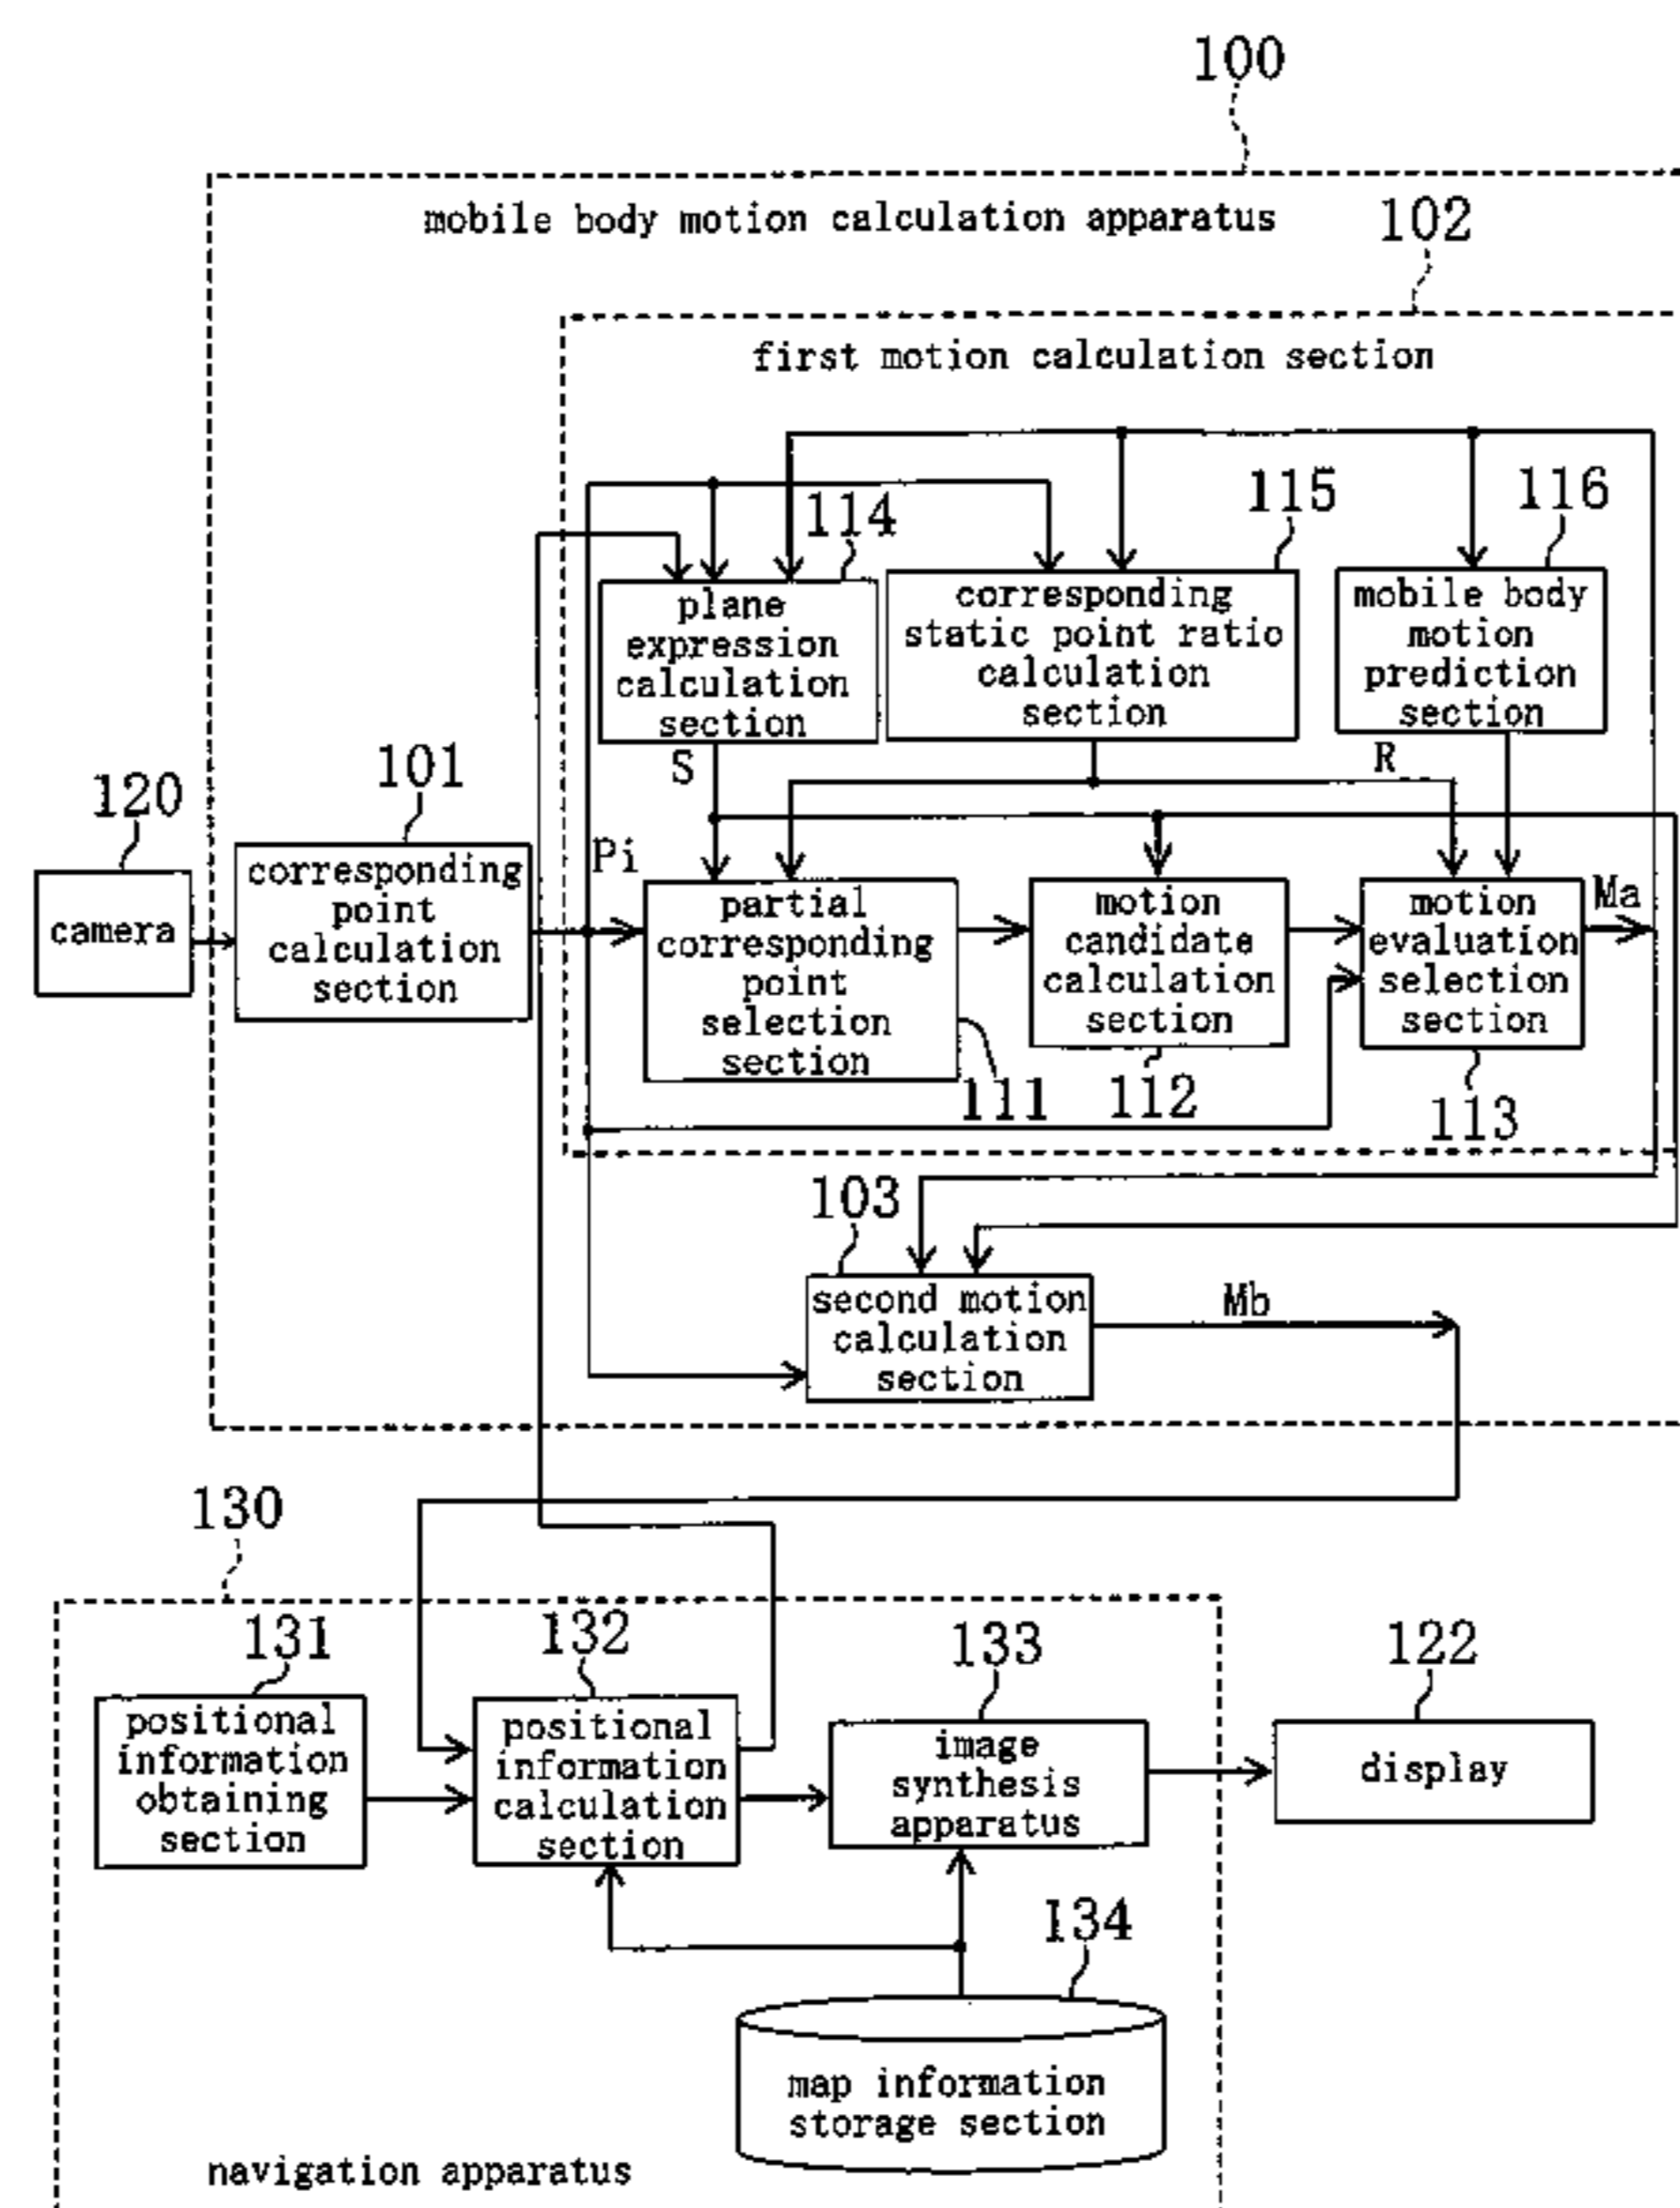 100
mobile body motion calculation apparatus
102
first motion calculation section
114
115
116
plane
expression
calculation
section
corresponding
static point ratio
calculation
section
mobile body
motion
prediction
section
S
R
120
camera
101
corresponding
point
calculation
section
Pi
partial
corresponding
point
selection
section
111
motion
candidate
calculation
section
112
motion
evaluation
selection
section
113
Ma
103
second motion
calculation
section
Mb
130
131
positional
information
obtaining
section
132
positional
information
calculation
section
133
image
synthesis
apparatus
122
display
134
map information
storage section
navigation apparatus